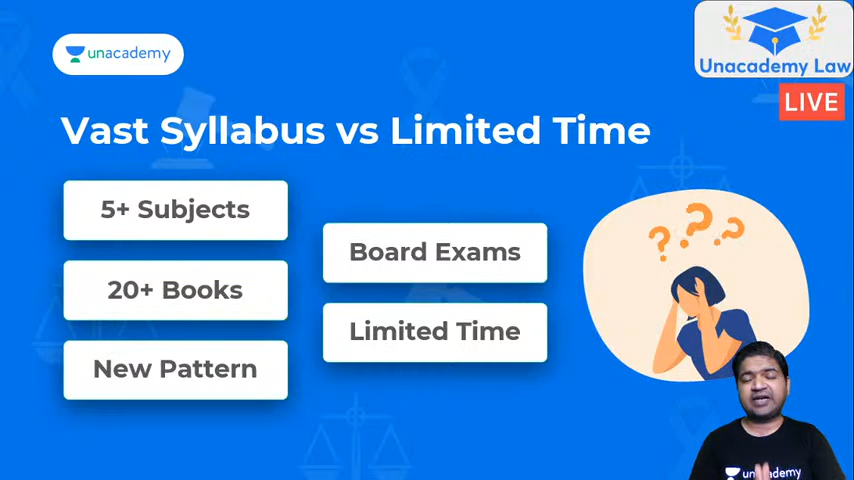 unacademy
Unacademy Law
LIVE
Vast Syllabus vs Limited Time
5+ Subjects
20+ Books
New Pattern
Board Exams
Limited Time
???
unacademy